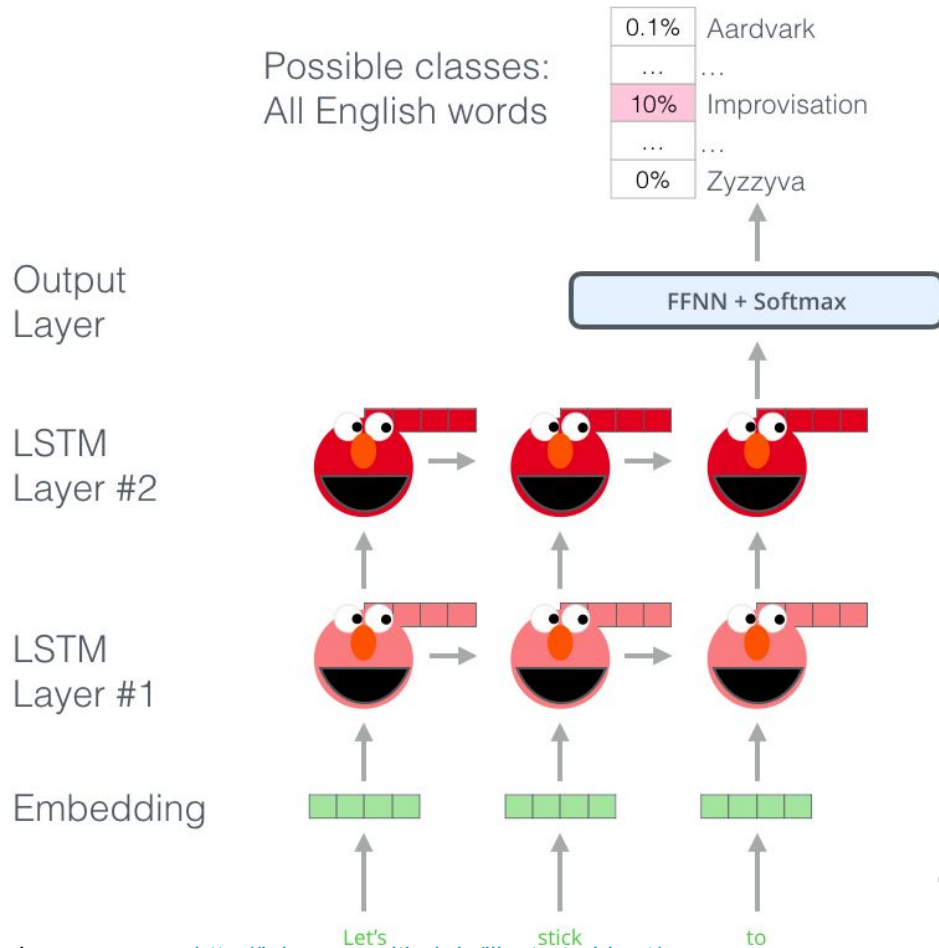 Possible classes:
All English words
0.1% Aardvark
... ...
10% Improvisation
... ...
0% Zyzzyva
Output
Layer
FFNN + Softmax
LSTM
Layer #2
LSTM
Layer #1
Embedding
Let's stick to